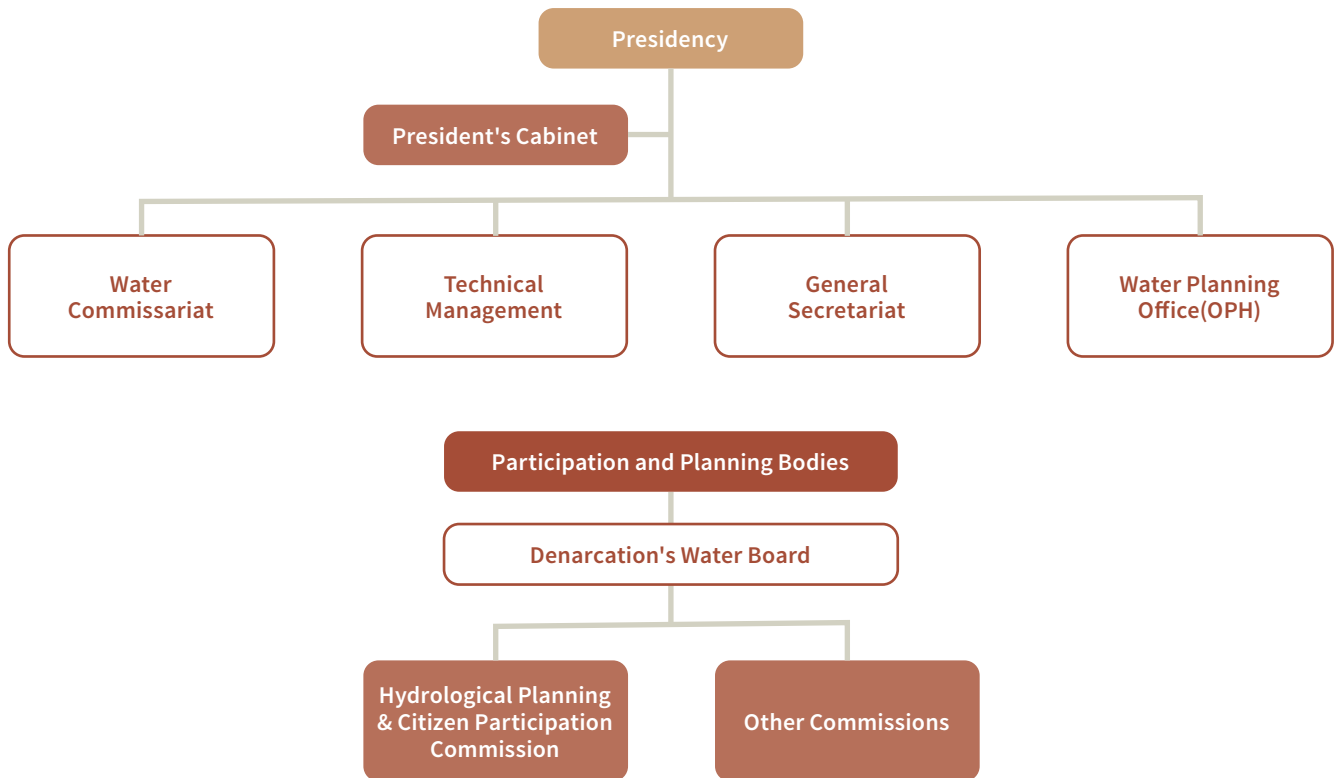 Presidency
President's Cabinet
Water
Commissariat
Technical
Management
General
Secretariat
Water Planning
Office(OPH)
Participation and Planning Bodies
Denarcation's Water Board
Hydrological Planning
& Citizen Participation
Commission
Other Commissions